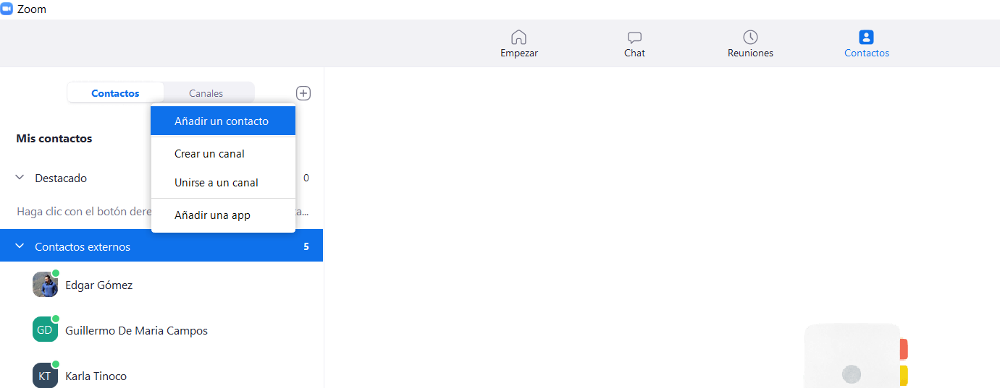 Zoom
Empezar
Chat
Reuniones
Contactos
Contactos
Canales
Añadir un contacto
Mis contactos
Crear un canal
Destacado
0
Unirse a un canal
Haga clic con el botón
Añadir una app
Contactos externos
5
Edgar Gómez
GD
Guillermo De Maria Campos
KT
Karla Tinoco